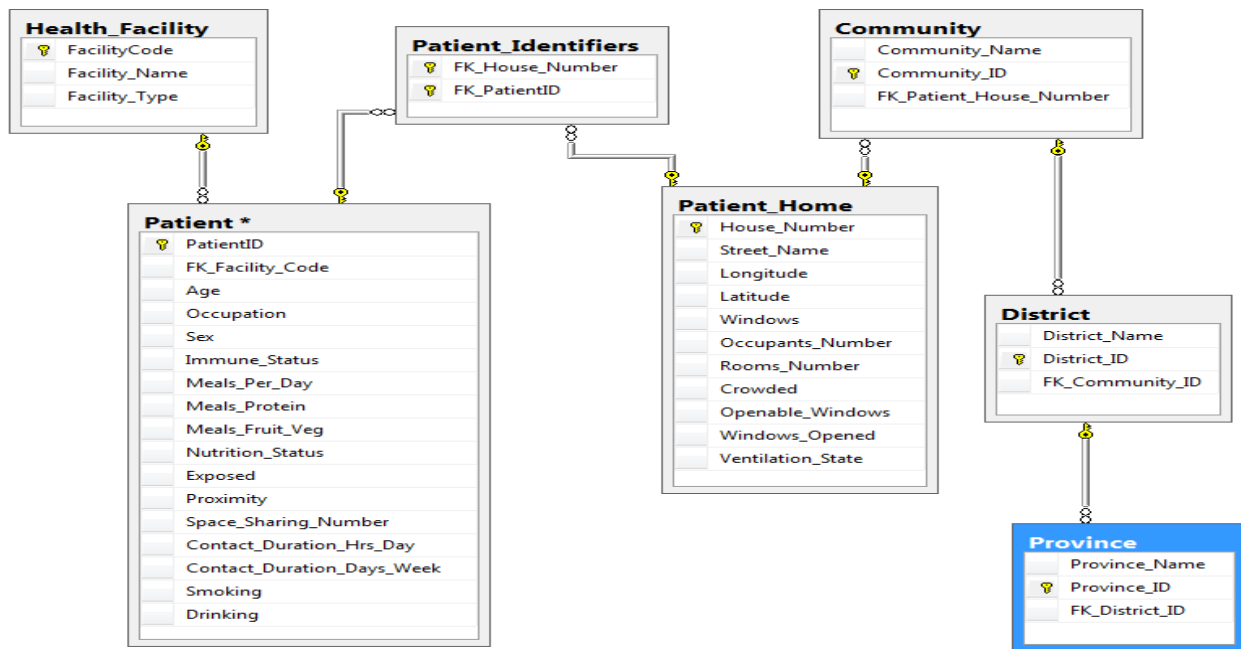 Health_Facility
FacilityCode
Facility_Name
Facility_Type
Patient_Identifiers
FK_House_Number
FK_PatientID
Community
Community_Name
Community_ID
FK_Patient_House_Number
Patient *
PatientID
FK_Facility_Code
Age
Occupation
Sex
Immune_Status
Meals_Per_Day
Meals_Protein
Meals_Fruit_Veg
Nutrition_Status
Exposed
Proximity
Space_Sharing_Number
Contact_Duration_Hrs_Day
Contact_Duration_Days_Week
Smoking
Drinking
Patient_Home
House_Number
Street_Name
Longitude
Latitude
Windows
Occupants_Number
Rooms_Number
Crowded
Openable_Windows
Windows_Opened
Ventilation_State
District
District_Name
District_ID
FK_Community_ID
Province
Province_Name
Province_ID
FK_District_ID